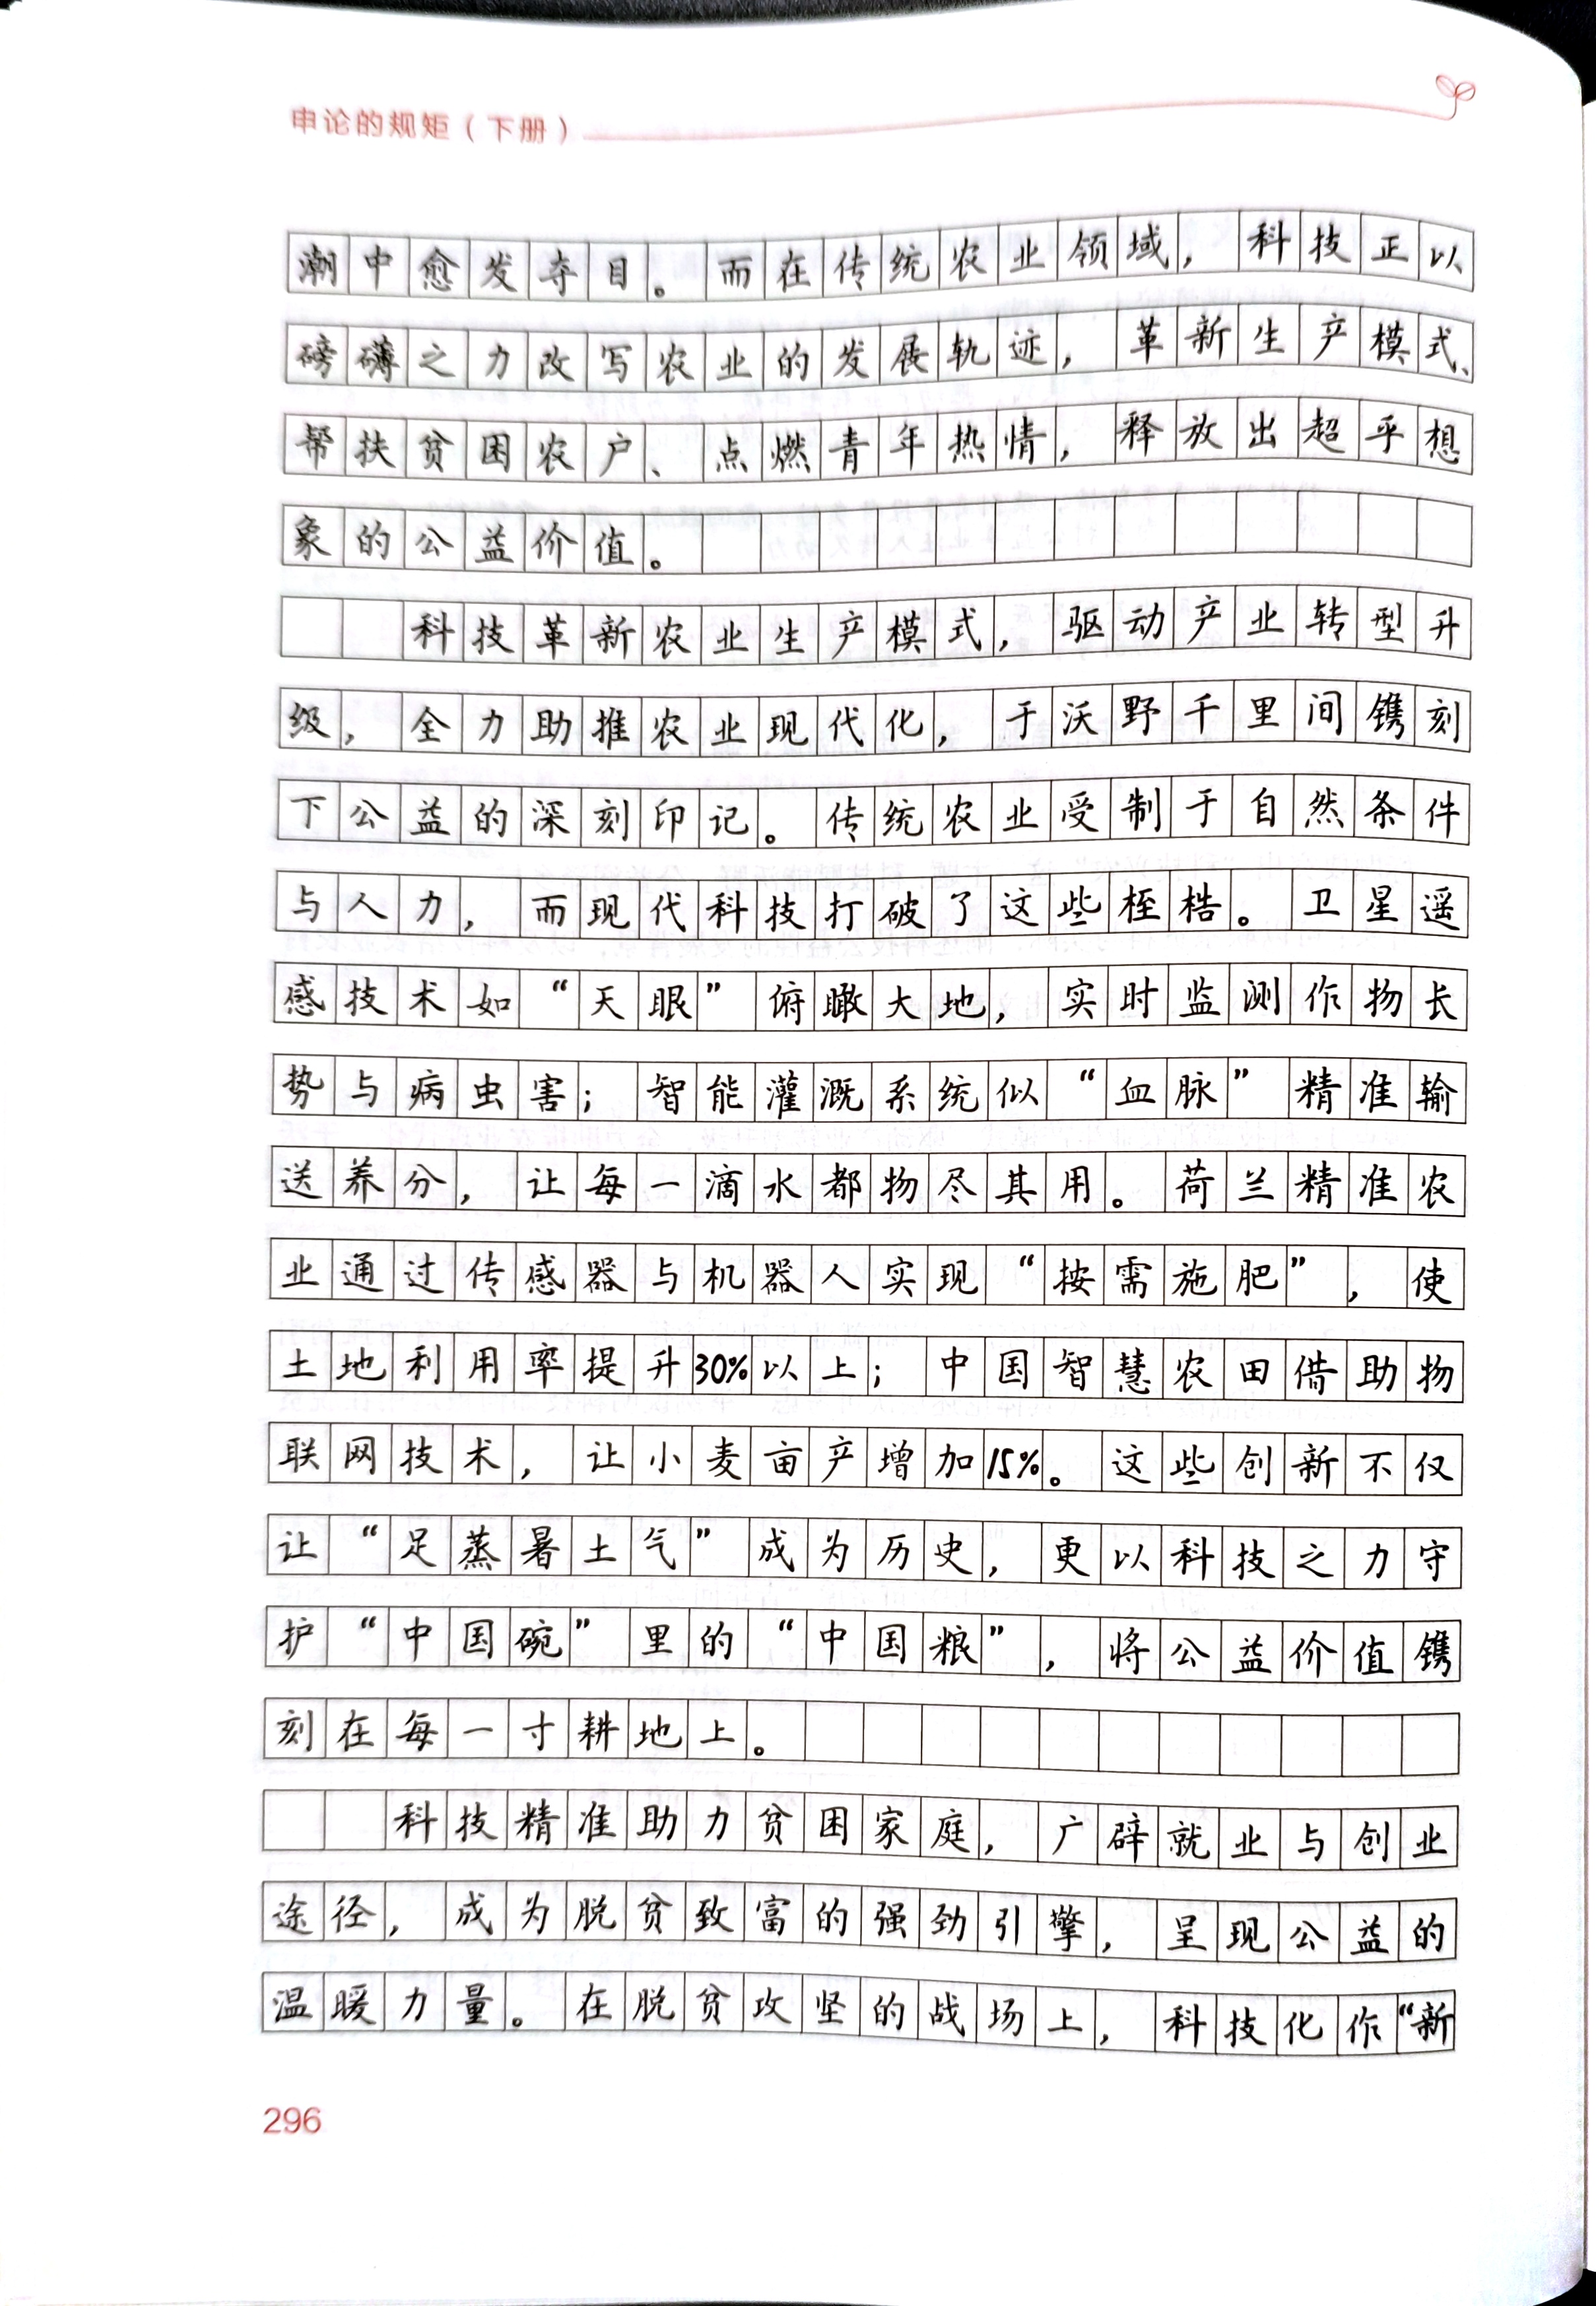 申论的规矩（下册）
潮中愈发夺目。而在传统农业领域，科技正以
磅礴之力改写农业的发展轨迹，革新生产模式、
帮扶贫困农户、点燃青年热情，释放出超乎想
象的公益价值。
科技革新农业生产模式，驱动产业转型升
级，全力助推农业现代化，于沃野千里间镌刻
下公益的深刻印记。传统农业受制于自然条件
与人力，而现代科技打破了这些桎梏。卫星遥
感技术如“天眼”俯瞰大地，实时监测作物长
势与病虫害；智能灌溉系统似“血脉”精准输
送养分，让每一滴水都物尽其用。荷兰精准农
业通过传感器与机器人实现“按需施肥”，使
土地利用率提升30%以上；中国智慧农田借助物
联网技术，让小麦亩产增加15%。这些创新不仅
让“足蒸暑土气”成为历史，更以科技之力守
护“中国碗”里的“中国粮”，将公益价值镌
刻在每一寸耕地上。
科技精准助力贫困家庭，广辟就业与创业
途径，成为脱贫致富的强劲引擎，呈现公益的
温暖力量。在脱贫攻坚的战场上，科技化作“新
296